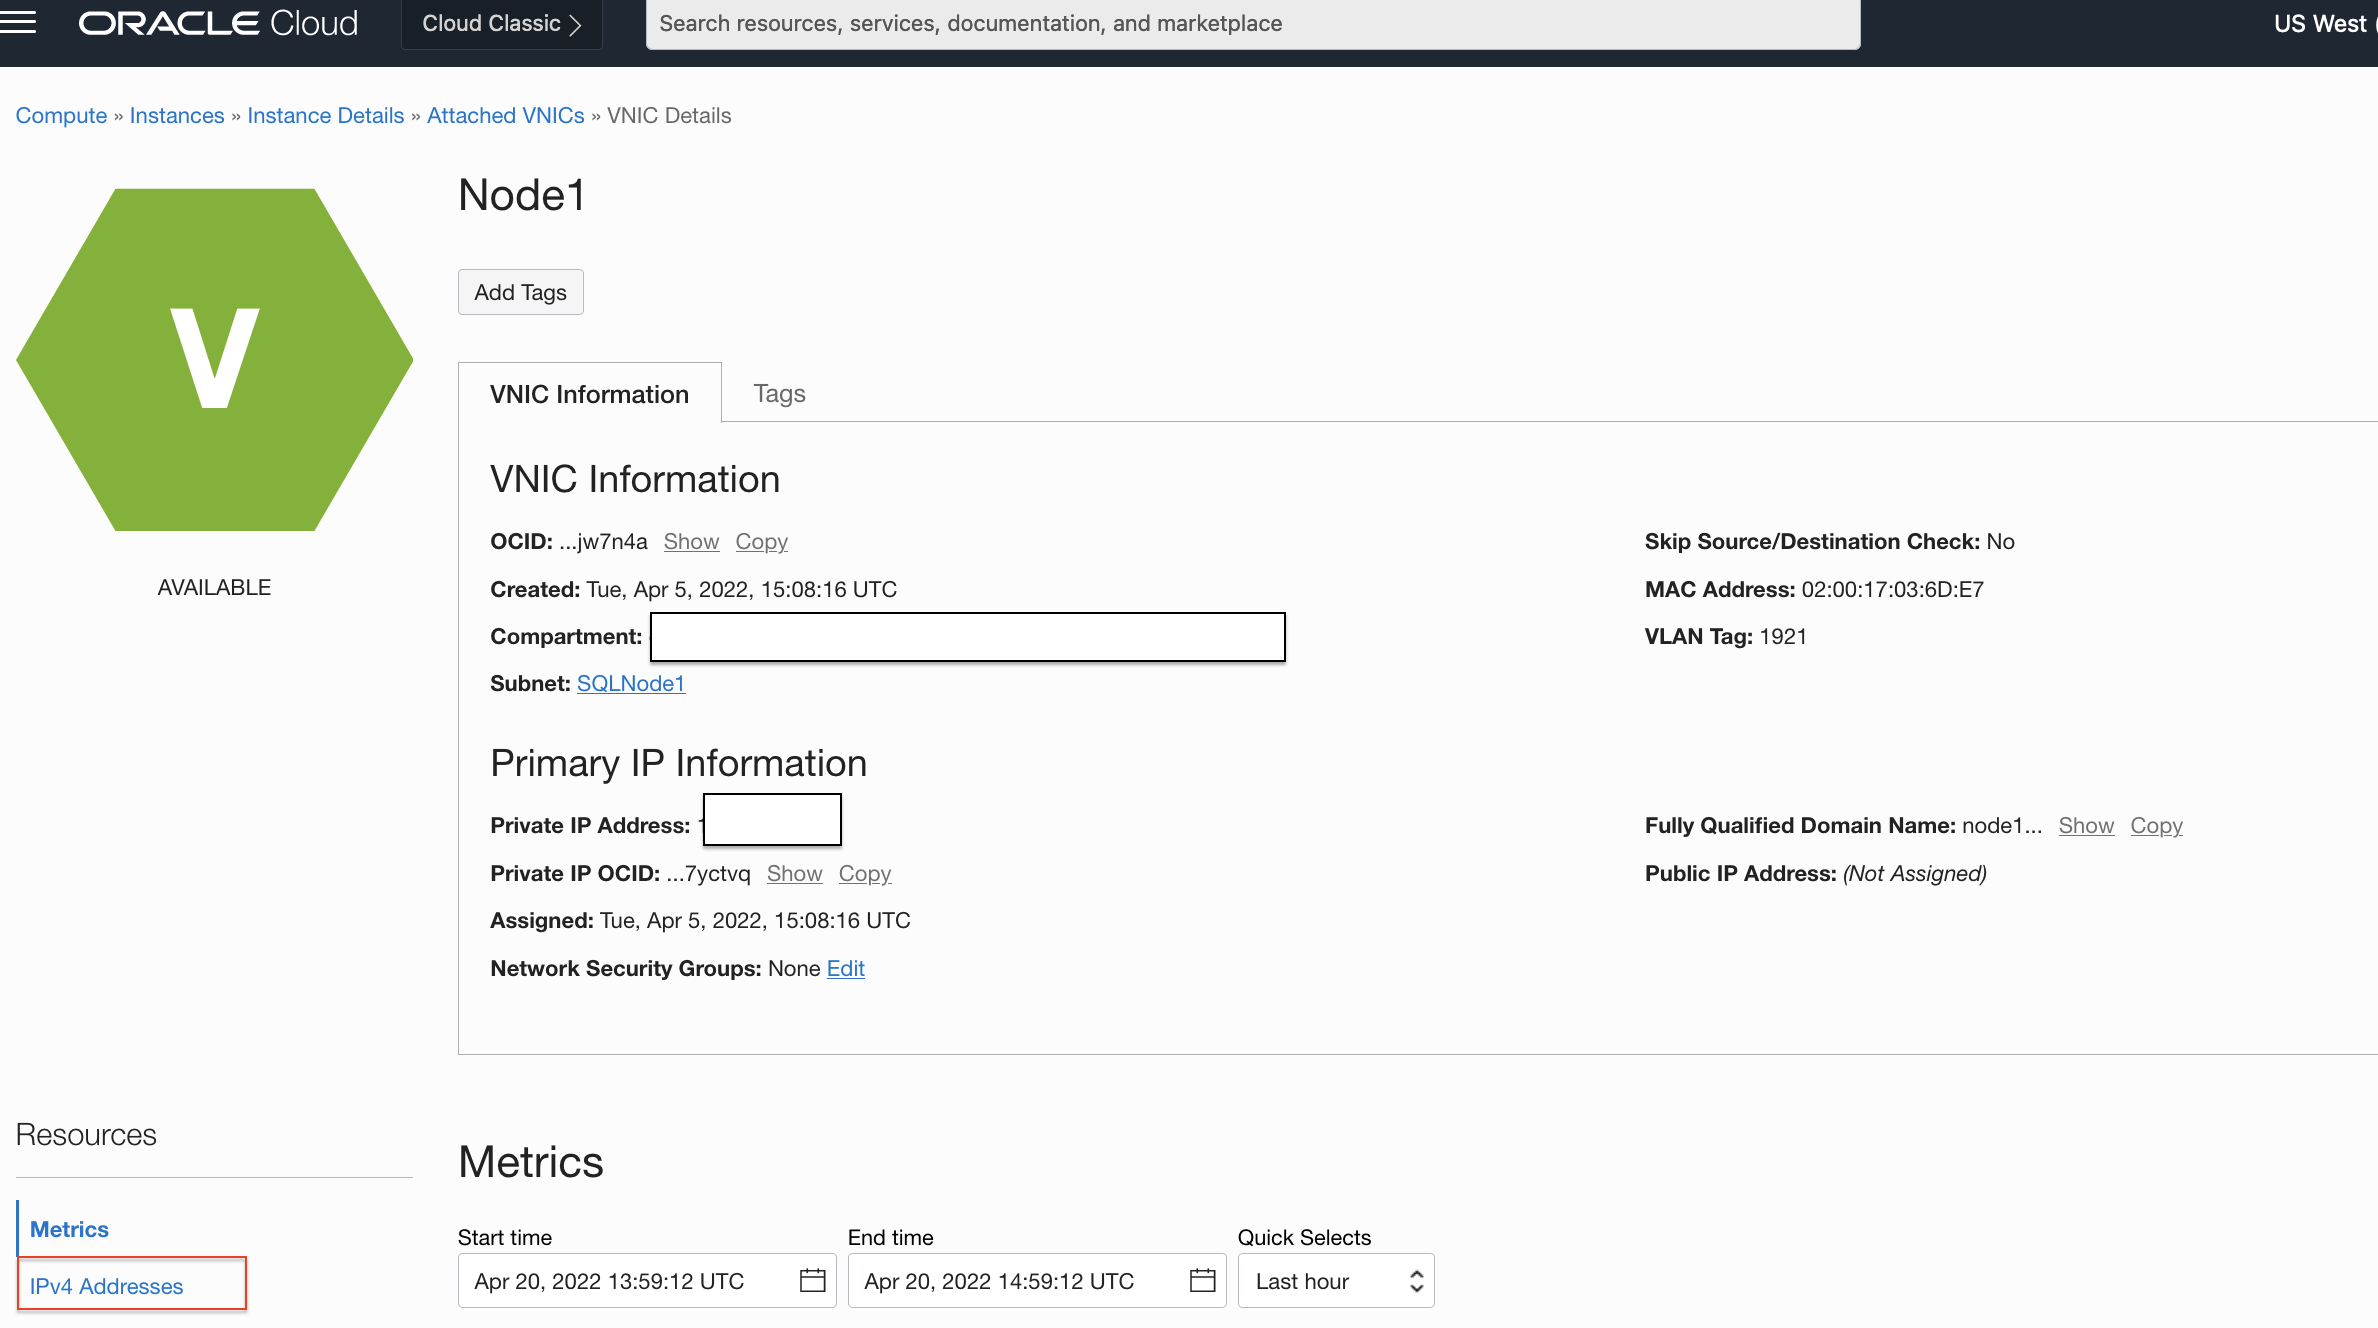 ORACLE Cloud
Cloud Classic
Search resources, services, documentation, and marketplace
US West
Compute » Instances » Instance Details » Attached VNICs » VNIC Details
V
AVAILABLE
Node1
Add Tags
VNIC Information
Tags
VNIC Information
OCID: ...jw7n4a Show Copy
Created: Tue, Apr 5, 2022, 15:08:16 UTC
Compartment:
Subnet: SQLNode1
Skip Source/Destination Check: No
MAC Address: 02:00:17:03:6D:E7
VLAN Tag: 1921
Primary IP Information
Private IP Address:
Private IP OCID: ...7yctvq Show Copy
Assigned: Tue, Apr 5, 2022, 15:08:16 UTC
Network Security Groups: None Edit
Fully Qualified Domain Name: node1... Show Copy
Public IP Address: (Not Assigned)
Resources
Metrics
IPv4 Addresses
Metrics
Start time
Apr 20, 2022 13:59:12 UTC
End time
Apr 20, 2022 14:59:12 UTC
Quick Selects
Last hour